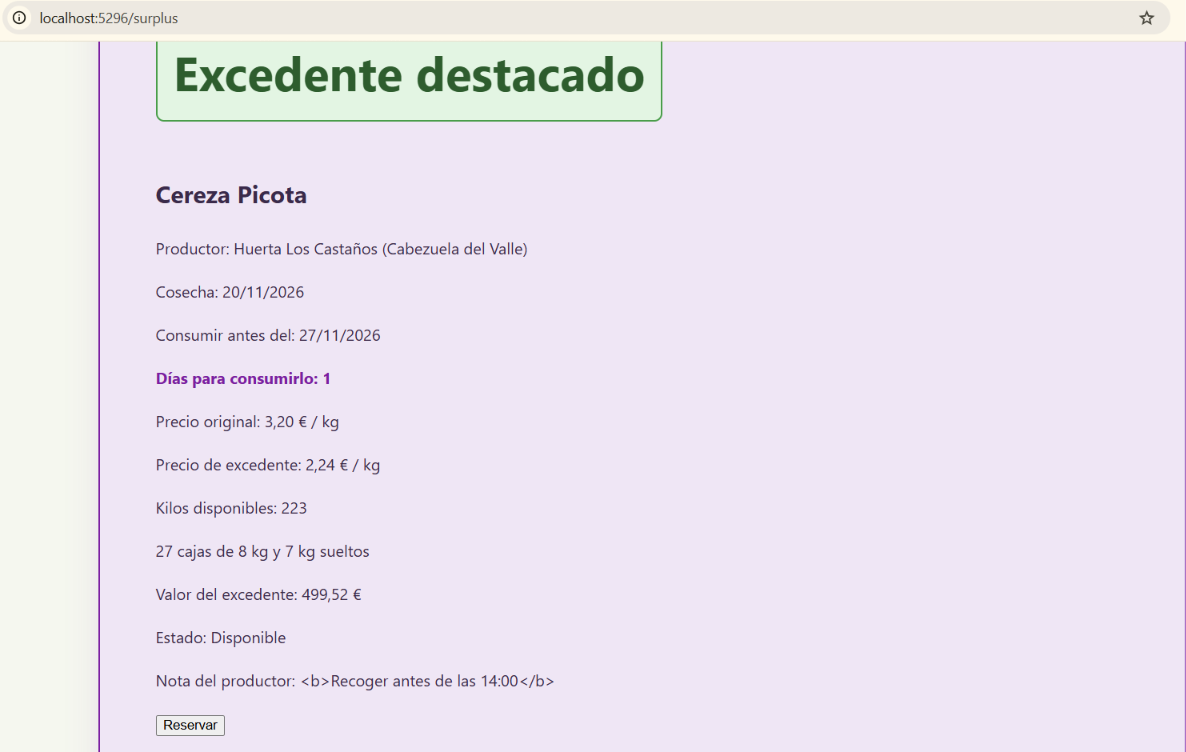 localhost:5296/surplus
Excedente destacado
Cereza Picota
Productor: Huerta Los Castaños (Cabezuela del Valle)
Cosecha: 20/11/2026
Consumir antes del: 27/11/2026
Días para consumirlo: 1
Precio original: 3,20 € / kg
Precio de excedente: 2,24 € / kg
Kilos disponibles: 223
27 cajas de 8 kg y 7 kg sueltos
Valor del excedente: 499,52 €
Estado: Disponible
Nota del productor: <b>Recoger antes de las 14:00</b>
Reservar